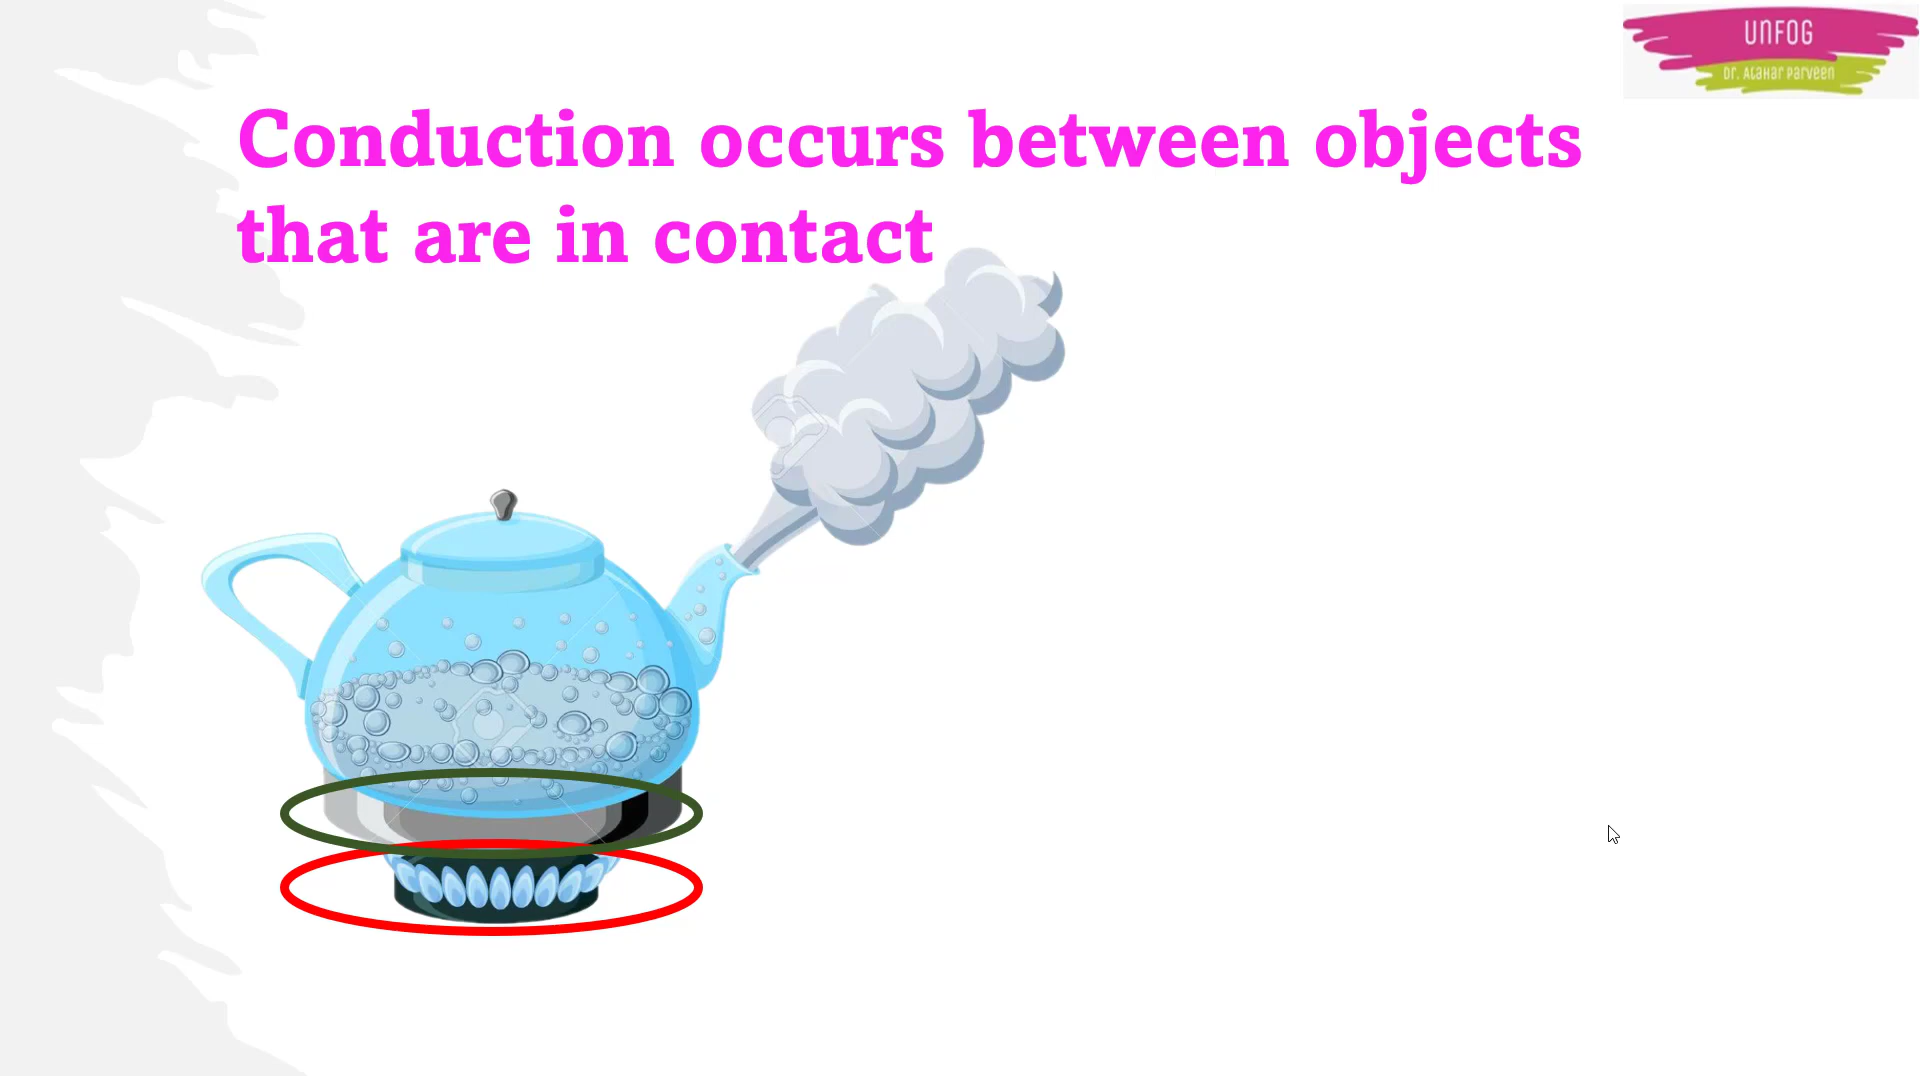 UNFOG
Dr. Atahar Parveen
Conduction occurs between objects
that are in contact